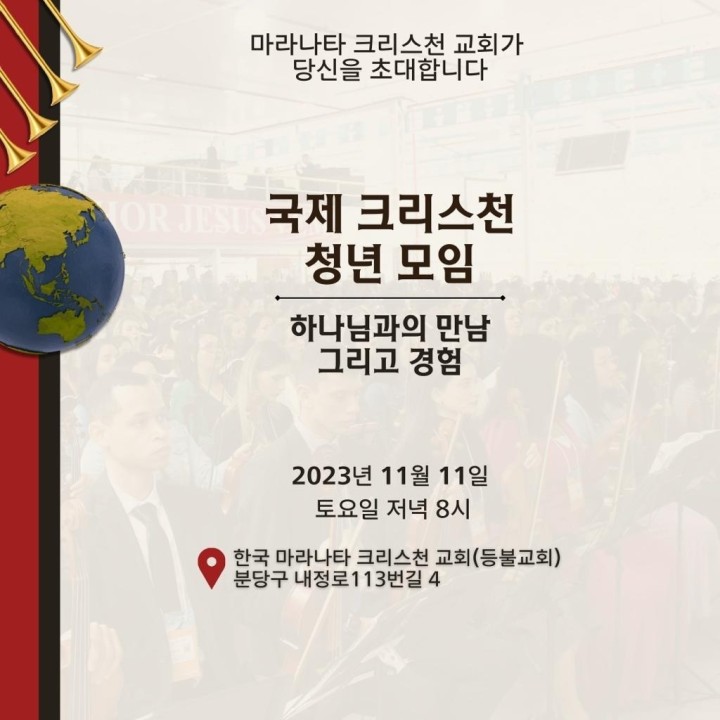 마라나타 크리스천 교회가
당신을 초대합니다
국제 크리스천
청년 모임
하나님과의 만남
그리고 경험
2023년 11월 11일
토요일 저녁 8시
한국 마라나타 크리스천 교회(등불교회)
분당구 내정로113번길 4
JESUS